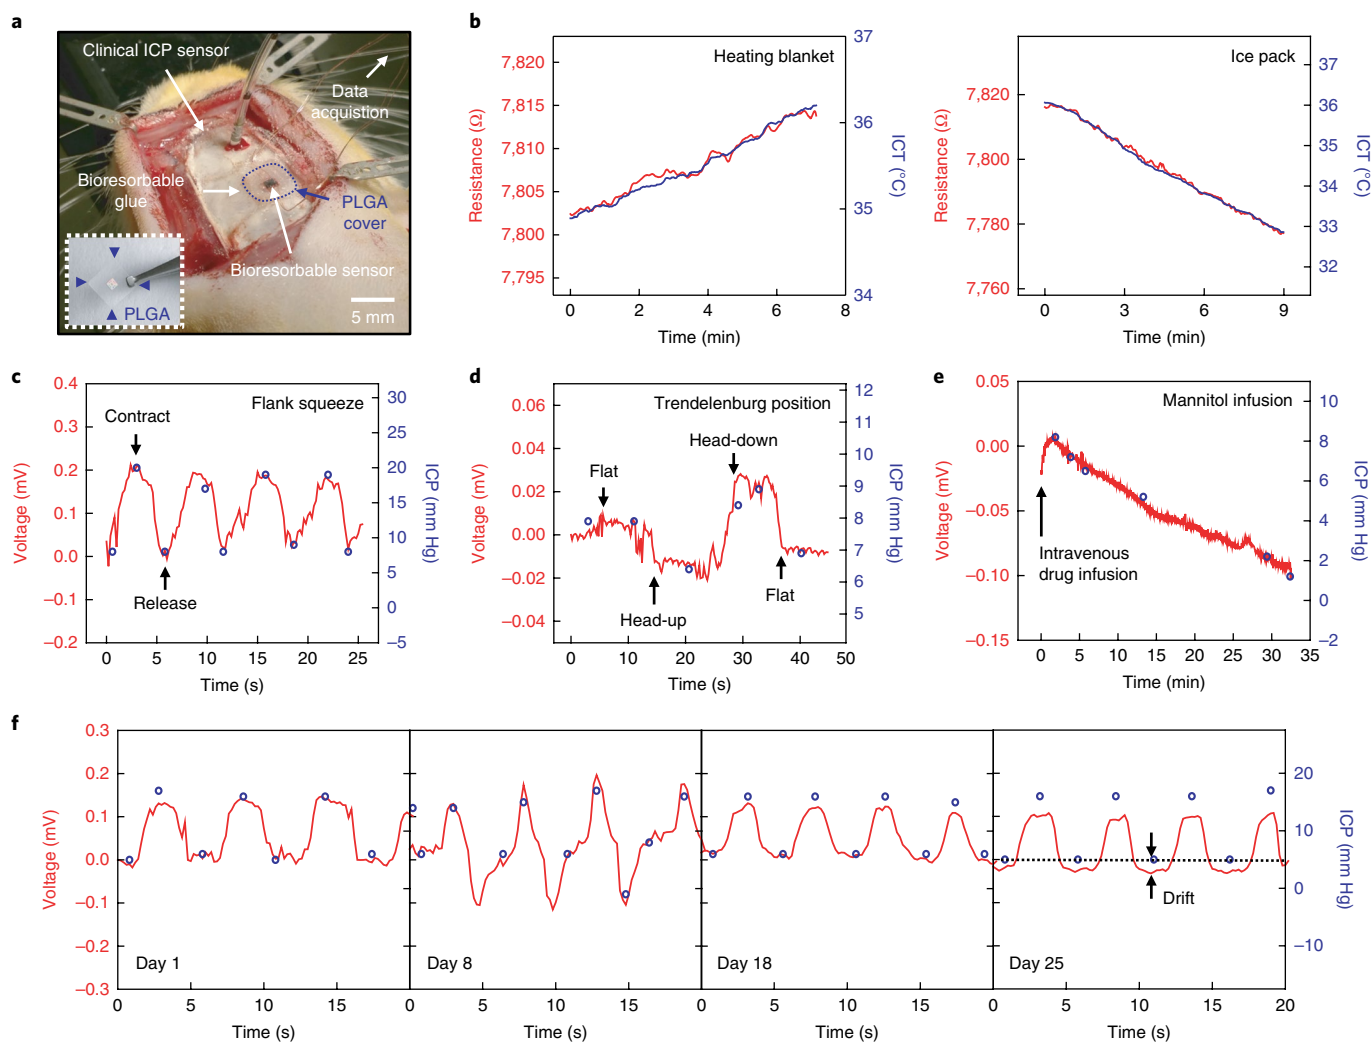 a
Clinical ICP sensor
Data
acquistion
Bioresorbable
glue
PLGA
cover
Bioresorbable sensor
PLGA
5 mm
b
Heating blanket
Resistance (Ω)
7,820
7,815
7,810
7,805
7,800
7,795
37
36
35
34
ICT (°C)
0 2 4 6 8
Time (min)
Ice pack
Resistance (Ω)
7,820
7,800
7,780
7,760
37
36
35
34
33
32
ICT (°C)
0 3 6 9
Time (min)
c
Flank squeeze
Contract
Release
Voltage (mV)
0.4
0.3
0.2
0.1
0.0
–0.1
–0.2
30
25
20
15
10
5
0
–5
ICP (mm Hg)
0 5 10 15 20 25
Time (s)
d
Trendelenburg position
Head-down
Flat
Head-up
Flat
Voltage (mV)
0.06
0.04
0.02
0.00
–0.02
–0.04
12
11
10
9
8
7
6
5
ICP (mm Hg)
0 10 20 30 40 50
Time (s)
e
Mannitol infusion
Intravenous
drug infusion
Voltage (mV)
0.05
0.00
–0.05
–0.10
–0.15
10
8
6
4
2
0
–2
ICP (mm Hg)
0 5 10 15 20 25 30 35
Time (min)
f
Voltage (mV)
0.3
0.2
0.1
0.0
–0.1
–0.2
–0.3
Day 1
Day 8
Day 18
Day 25
Drift
20
10
0
–10
ICP (mm Hg)
0 5 10 15 0 5 10 15 0 5 10 15 0 5 10 15 20
Time (s) Time (s) Time (s) Time (s)